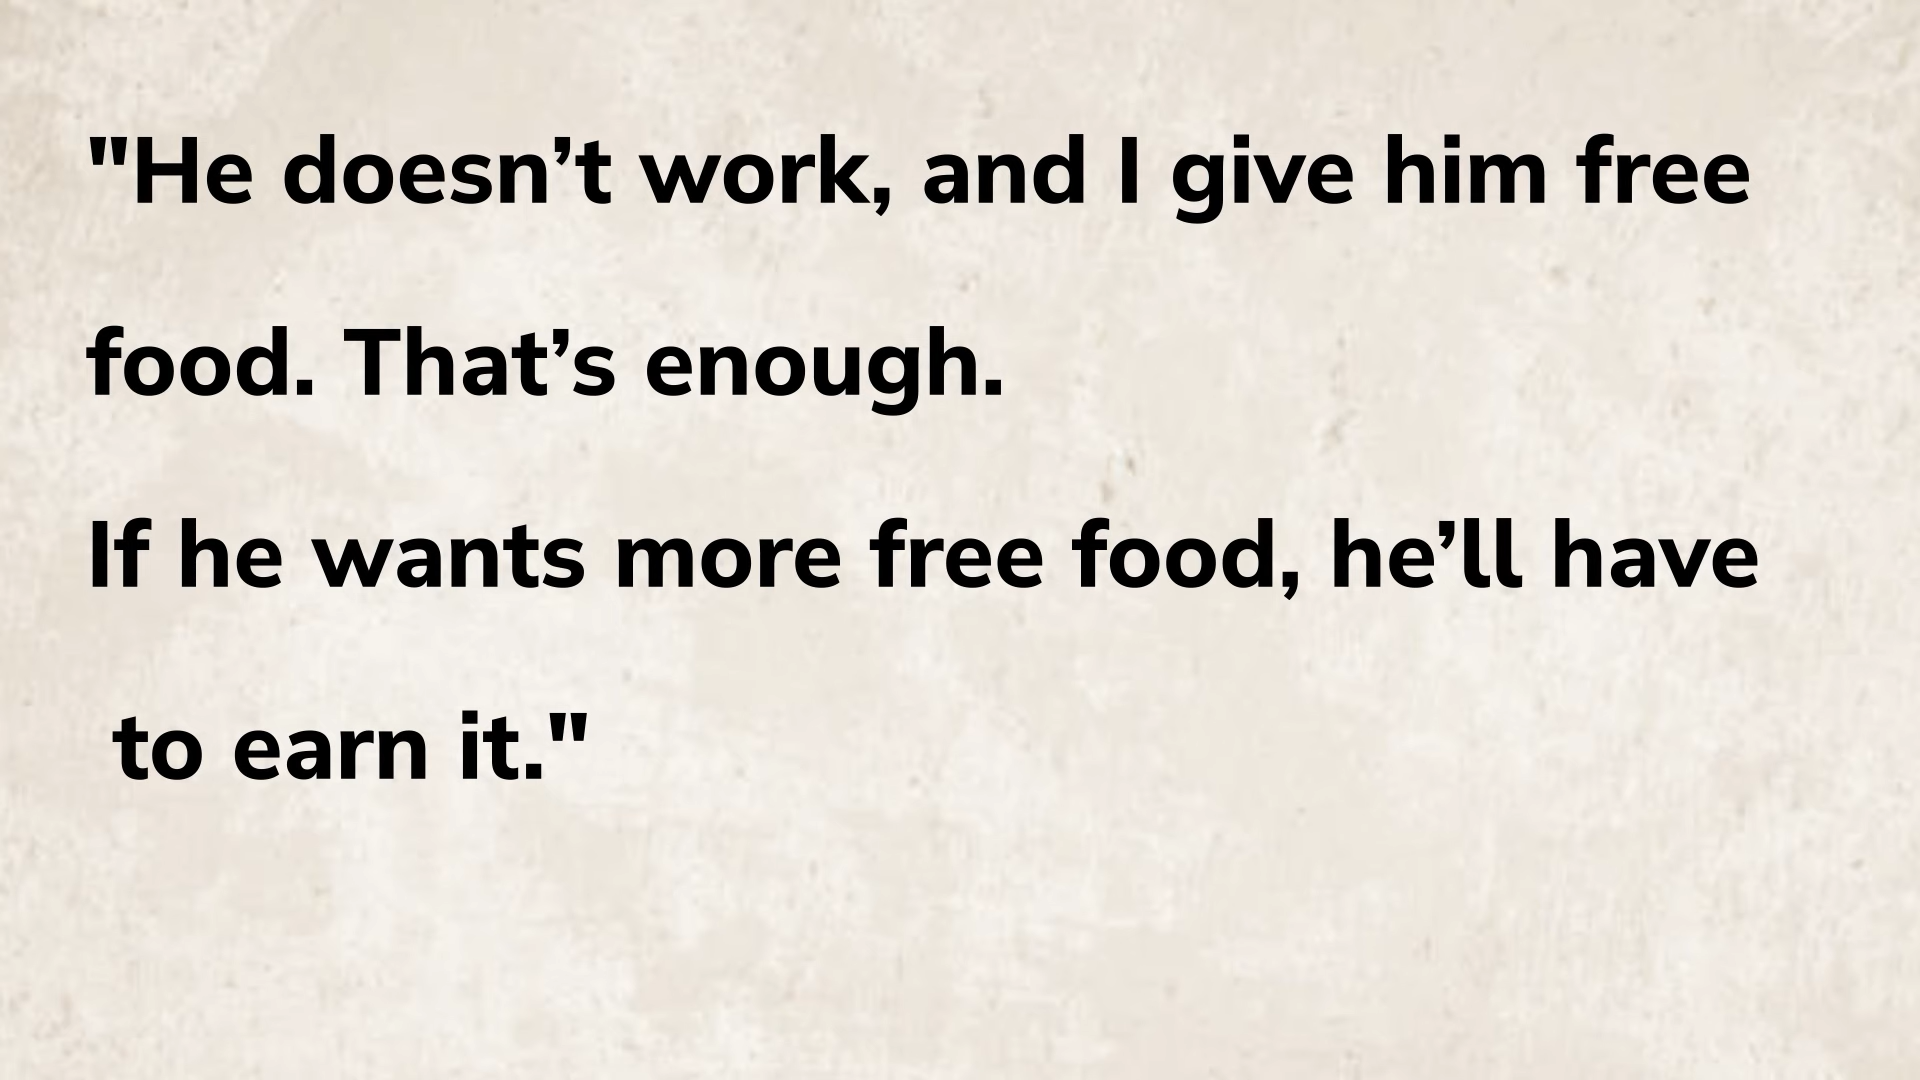 "He doesn’t work, and I give him free
food. That’s enough.
If he wants more free food, he’ll have
to earn it."